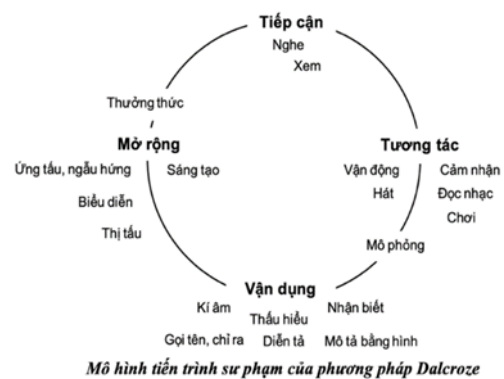 Tiếp cận
Nghe
Xem
Thưởng thức
Mở rộng
Ứng tấu, ngẫu hứng
Sáng tạo
Biểu diễn
Thị tấu
Tương tác
Vận động
Cảm nhận
Hát
Đọc nhạc
Chơi
Mô phỏng
Vận dụng
Kí âm
Nhận biết
Thấu hiểu
Gọi tên, chỉ ra
Diễn tả
Mô tả bằng hình
Mô hình tiến trình sư phạm của phương pháp Dalcroze